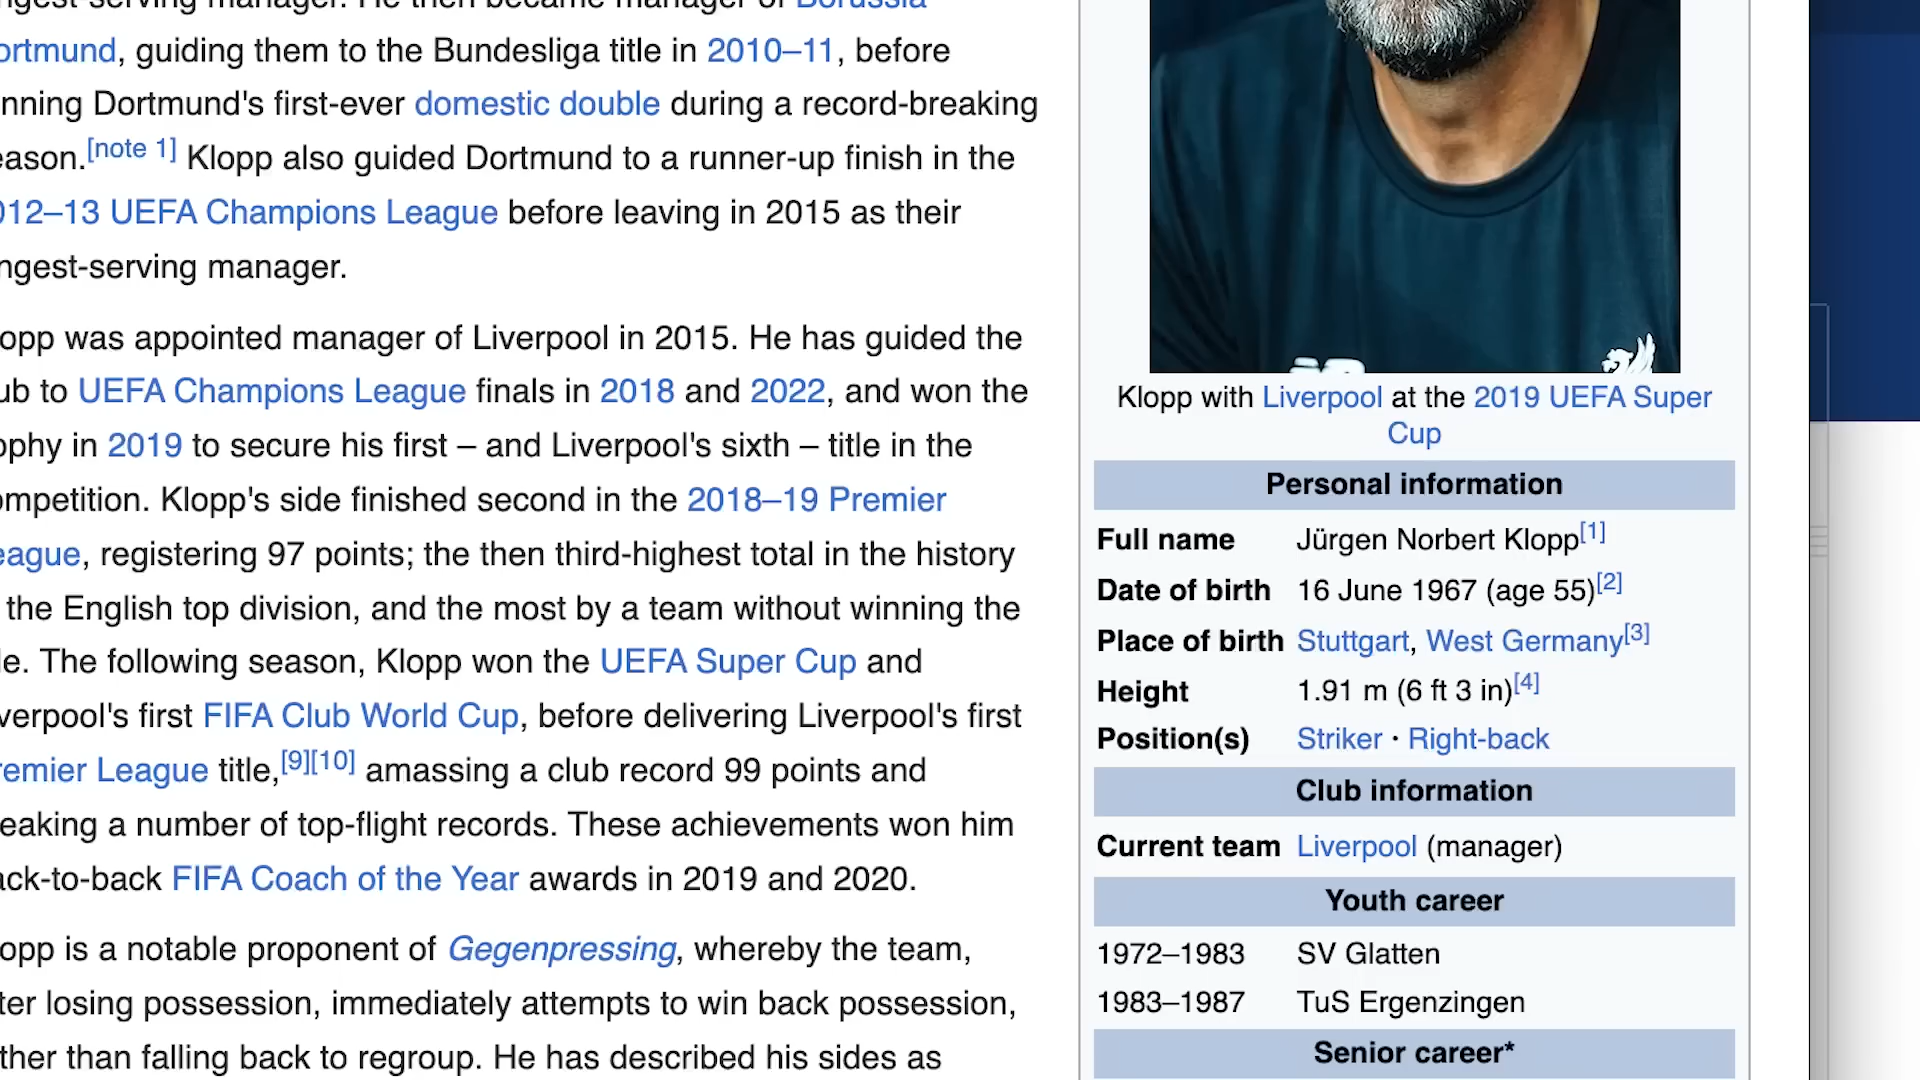 ngest-serving manager. He then became manager of Borussia
ortmund, guiding them to the Bundesliga title in 2010–11, before
nning Dortmund's first-ever domestic double during a record-breaking
eason.[note 1] Klopp also guided Dortmund to a runner-up finish in the
012–13 UEFA Champions League before leaving in 2015 as their
ngest-serving manager.
opp was appointed manager of Liverpool in 2015. He has guided the
ub to UEFA Champions League finals in 2018 and 2022, and won the
ophy in 2019 to secure his first – and Liverpool's sixth – title in the
ompetition. Klopp's side finished second in the 2018–19 Premier
eague, registering 97 points; the then third-highest total in the history
the English top division, and the most by a team without winning the
le. The following season, Klopp won the UEFA Super Cup and
verpool's first FIFA Club World Cup, before delivering Liverpool's first
remier League title,[9][10] amassing a club record 99 points and
eaking a number of top-flight records. These achievements won him
ack-to-back FIFA Coach of the Year awards in 2019 and 2020.
opp is a notable proponent of Gegenpressing, whereby the team,
ter losing possession, immediately attempts to win back possession,
ther than falling back to regroup. He has described his sides as
Klopp with Liverpool at the 2019 UEFA Super
Cup
Personal information
Full name Jürgen Norbert Klopp[1]
Date of birth 16 June 1967 (age 55)[2]
Place of birth Stuttgart, West Germany[3]
Height 1.91 m (6 ft 3 in)[4]
Position(s) Striker · Right-back
Club information
Current team Liverpool (manager)
Youth career
1972–1983 SV Glatten
1983–1987 TuS Ergenzingen
Senior career*